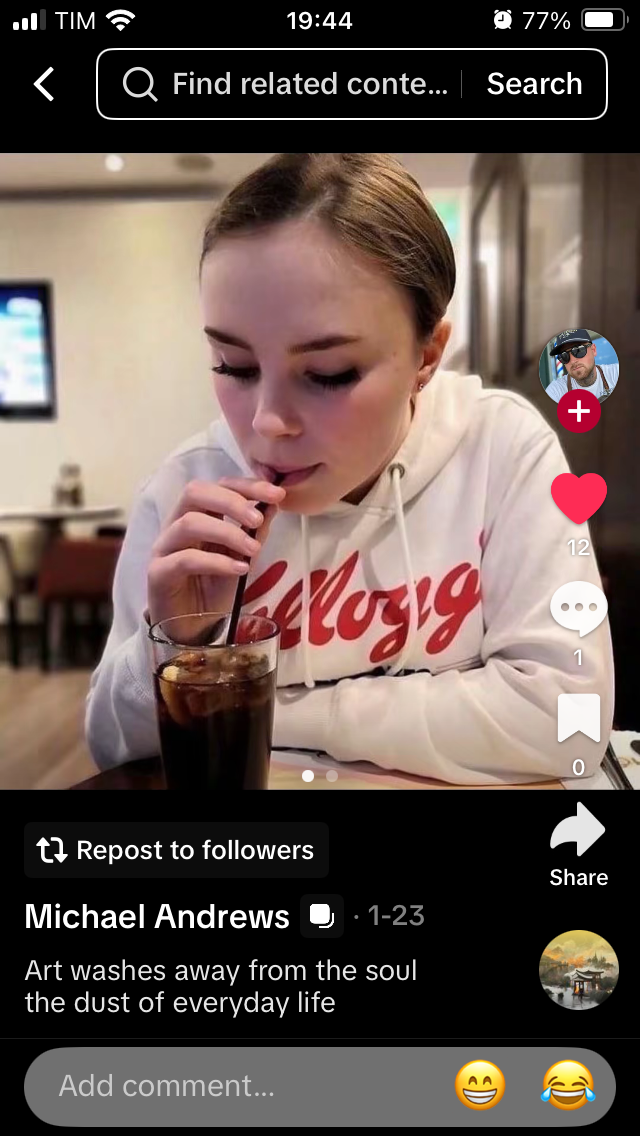 TIM
19:44
77%
Find related conte...
Search
Kellogg's
12
1
0
Share
Repost to followers
Michael Andrews · 1-23
Art washes away from the soul
the dust of everyday life
Add comment...